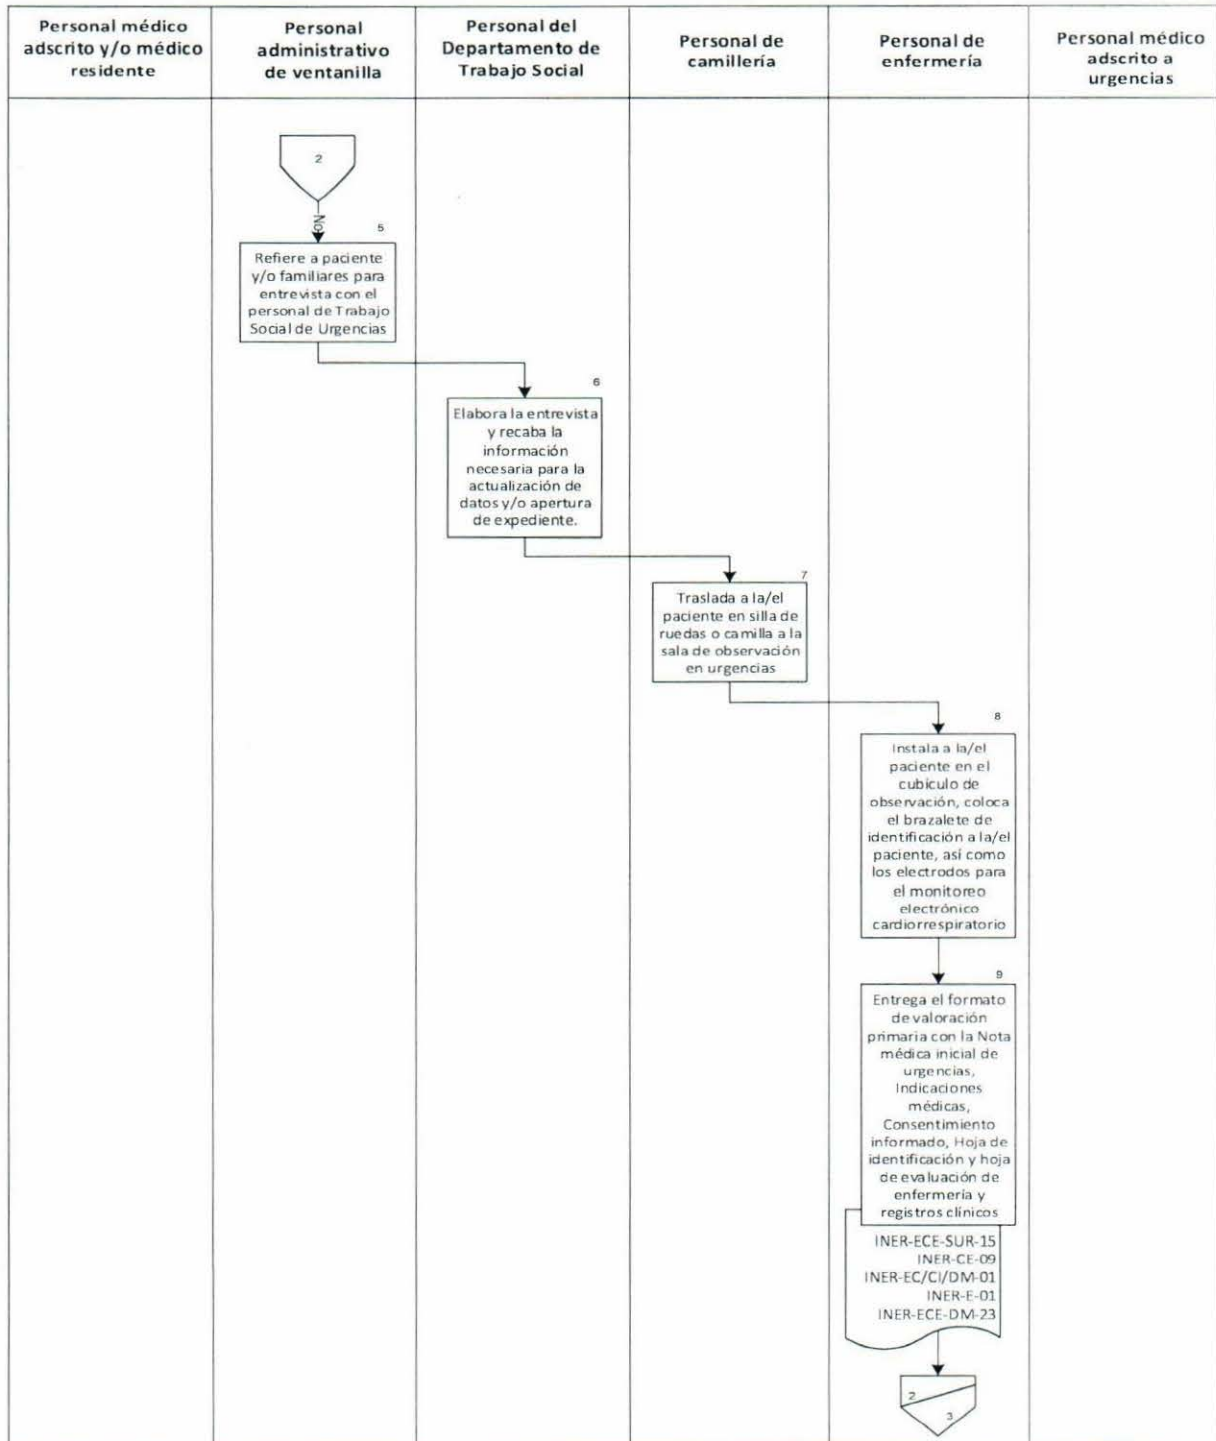 Personal médico
adscrito y/o médico
residente
Personal
administrativo
de ventanilla
Personal del
Departamento de
Trabajo Social
Personal de
camillería
Personal de
enfermería
Personal médico
adscrito a
urgencias
2
No
5
Refiere a paciente
y/o familiares para
entrevista con el
personal de Trabajo
Social de Urgencias
6
Elabora la entrevista
y recaba la
información
necesaria para la
actualización de
datos y/o apertura
de expediente.
7
Traslada a la/el
paciente en silla de
ruedas o camilla a la
sala de observación
en urgencias
8
Instala a la/el
paciente en el
cubículo de
observación, coloca
el brazalete de
identificación a la/el
paciente, así como
los electrodos para
el monitoreo
electrónico
cardiorrespiratorio
9
Entrega el formato
de valoración
primaria con la Nota
médica inicial de
urgencias,
Indicaciones
médicas,
Consentimiento
informado, Hoja de
identificación y hoja
de evaluación de
enfermería y
registros clínicos
INER-ECE-SUR-15
INER-CE-09
INER-EC/CI/DM-01
INER-E-01
INER-ECE-DM-23
2
3